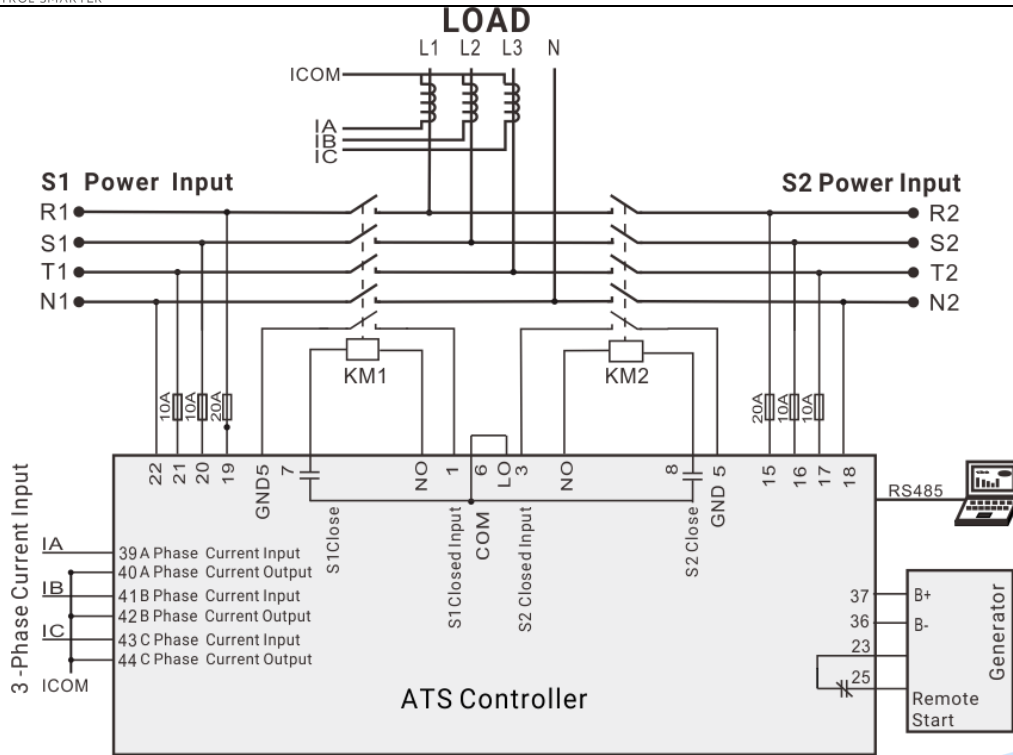 LOAD
L1 L2 L3 N
ICOM
IA
IB
IC
S1 Power Input
S2 Power Input
R1
R2
S1
S2
T1
T2
N1
N2
KM1
KM2
10A
10A
20A
20A
10A
10A
22
21
20
19
GND5
7
NO
1
6
LO
3
NO
8
GND 5
15
16
17
18
S1Close
S1Closed Input
COM
S2 Closed Input
S2 Close
RS485
3 -Phase Current Input
IA
39 A Phase Current Input
40 A Phase Current Output
IB
41 B Phase Current Input
42 B Phase Current Output
IC
43 C Phase Current Input
44 C Phase Current Output
ICOM
ATS Controller
37
B+
36
B-
23
25
Remote
Start
Generator